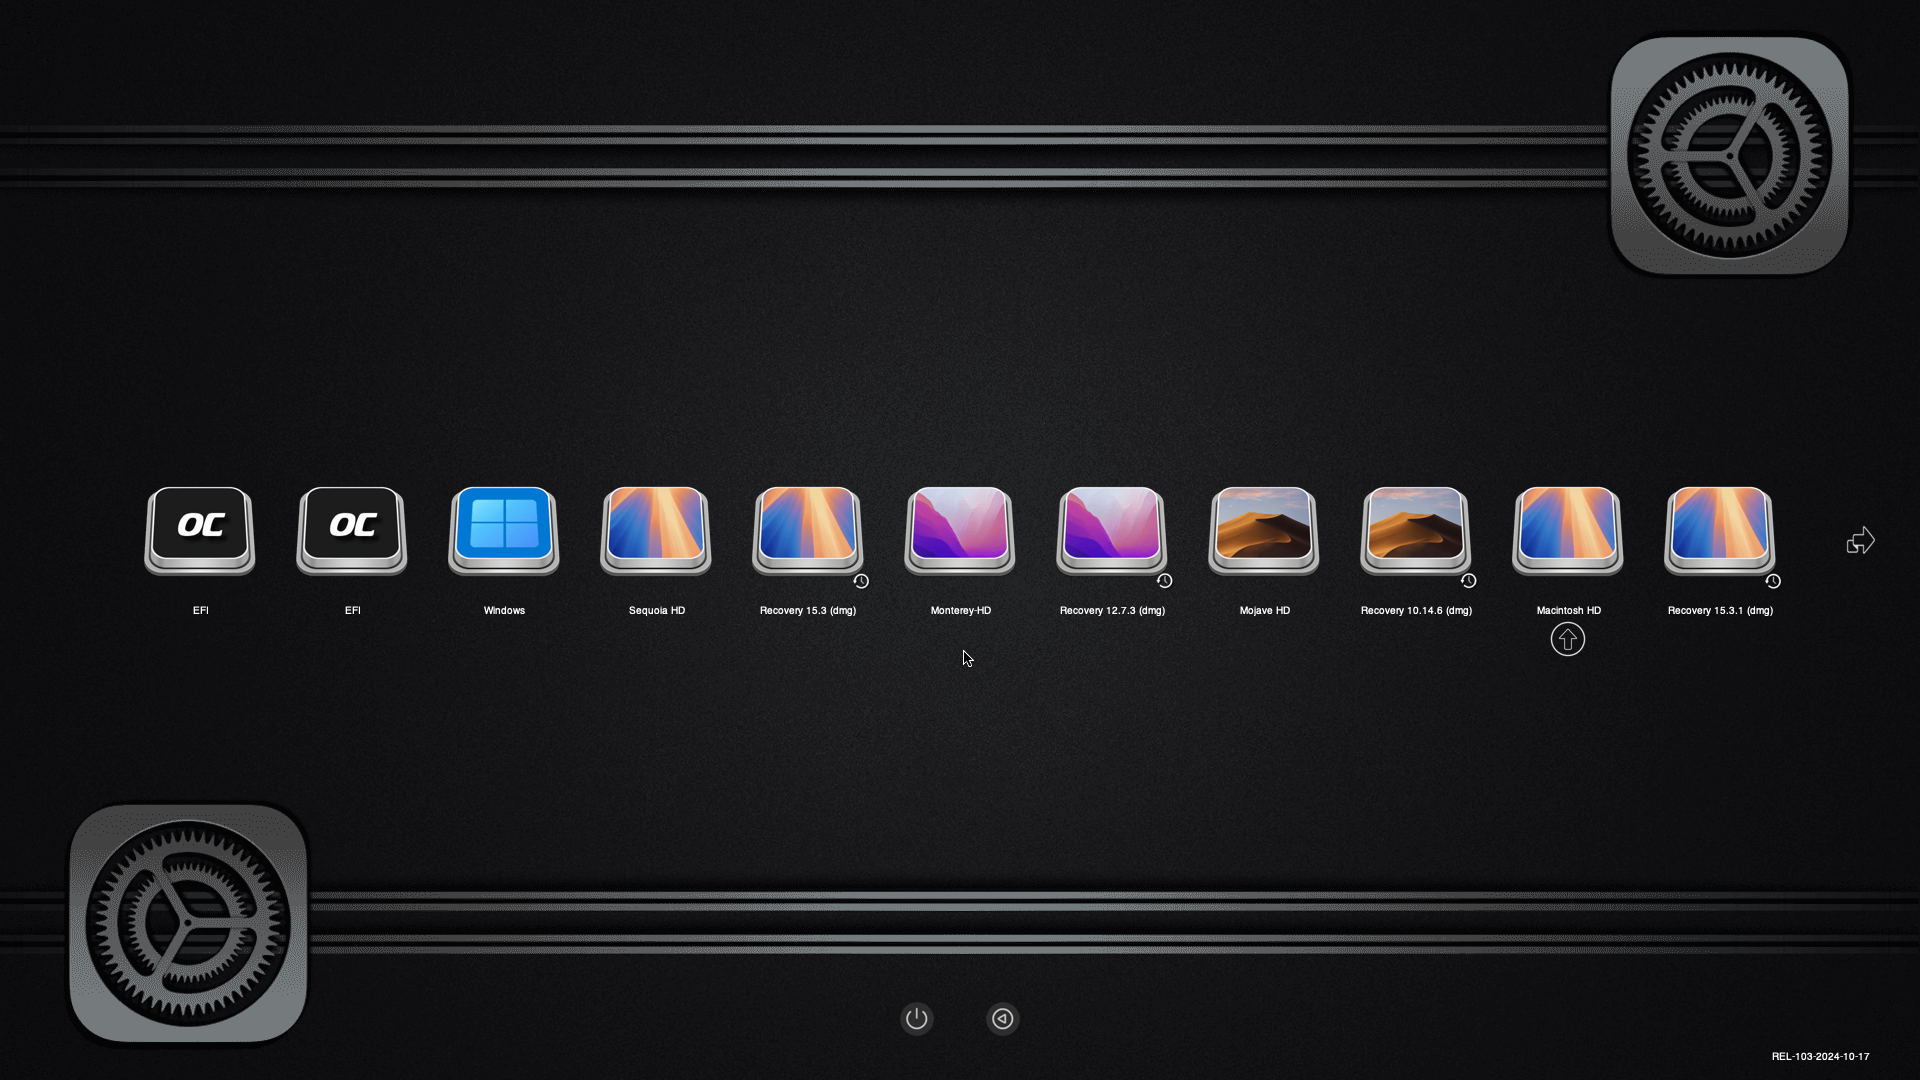 OC
OC
EFI
EFI
Windows
Sequoia HD
Recovery 15.3 (dmg)
Monterey-HD
Recovery 12.7.3 (dmg)
Mojave HD
Recovery 10.14.6 (dmg)
Macintosh HD
Recovery 15.3.1 (dmg)
REL-103-2024-10-17